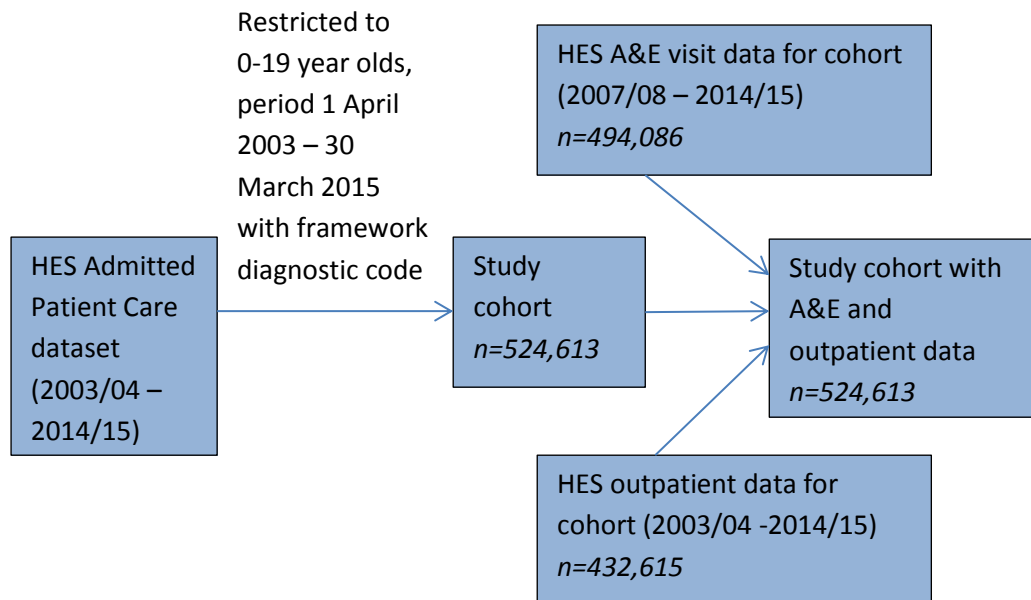 Restricted to
0-19 year olds,
period 1 April
2003 – 30
March 2015
with framework
diagnostic code
HES Admitted
Patient Care
dataset
(2003/04 –
2014/15)
Study
cohort
n=524,613
HES A&E visit data for cohort
(2007/08 – 2014/15)
n=494,086
Study cohort with
A&E and
outpatient data
n=524,613
HES outpatient data for
cohort (2003/04 -2014/15)
n=432,615